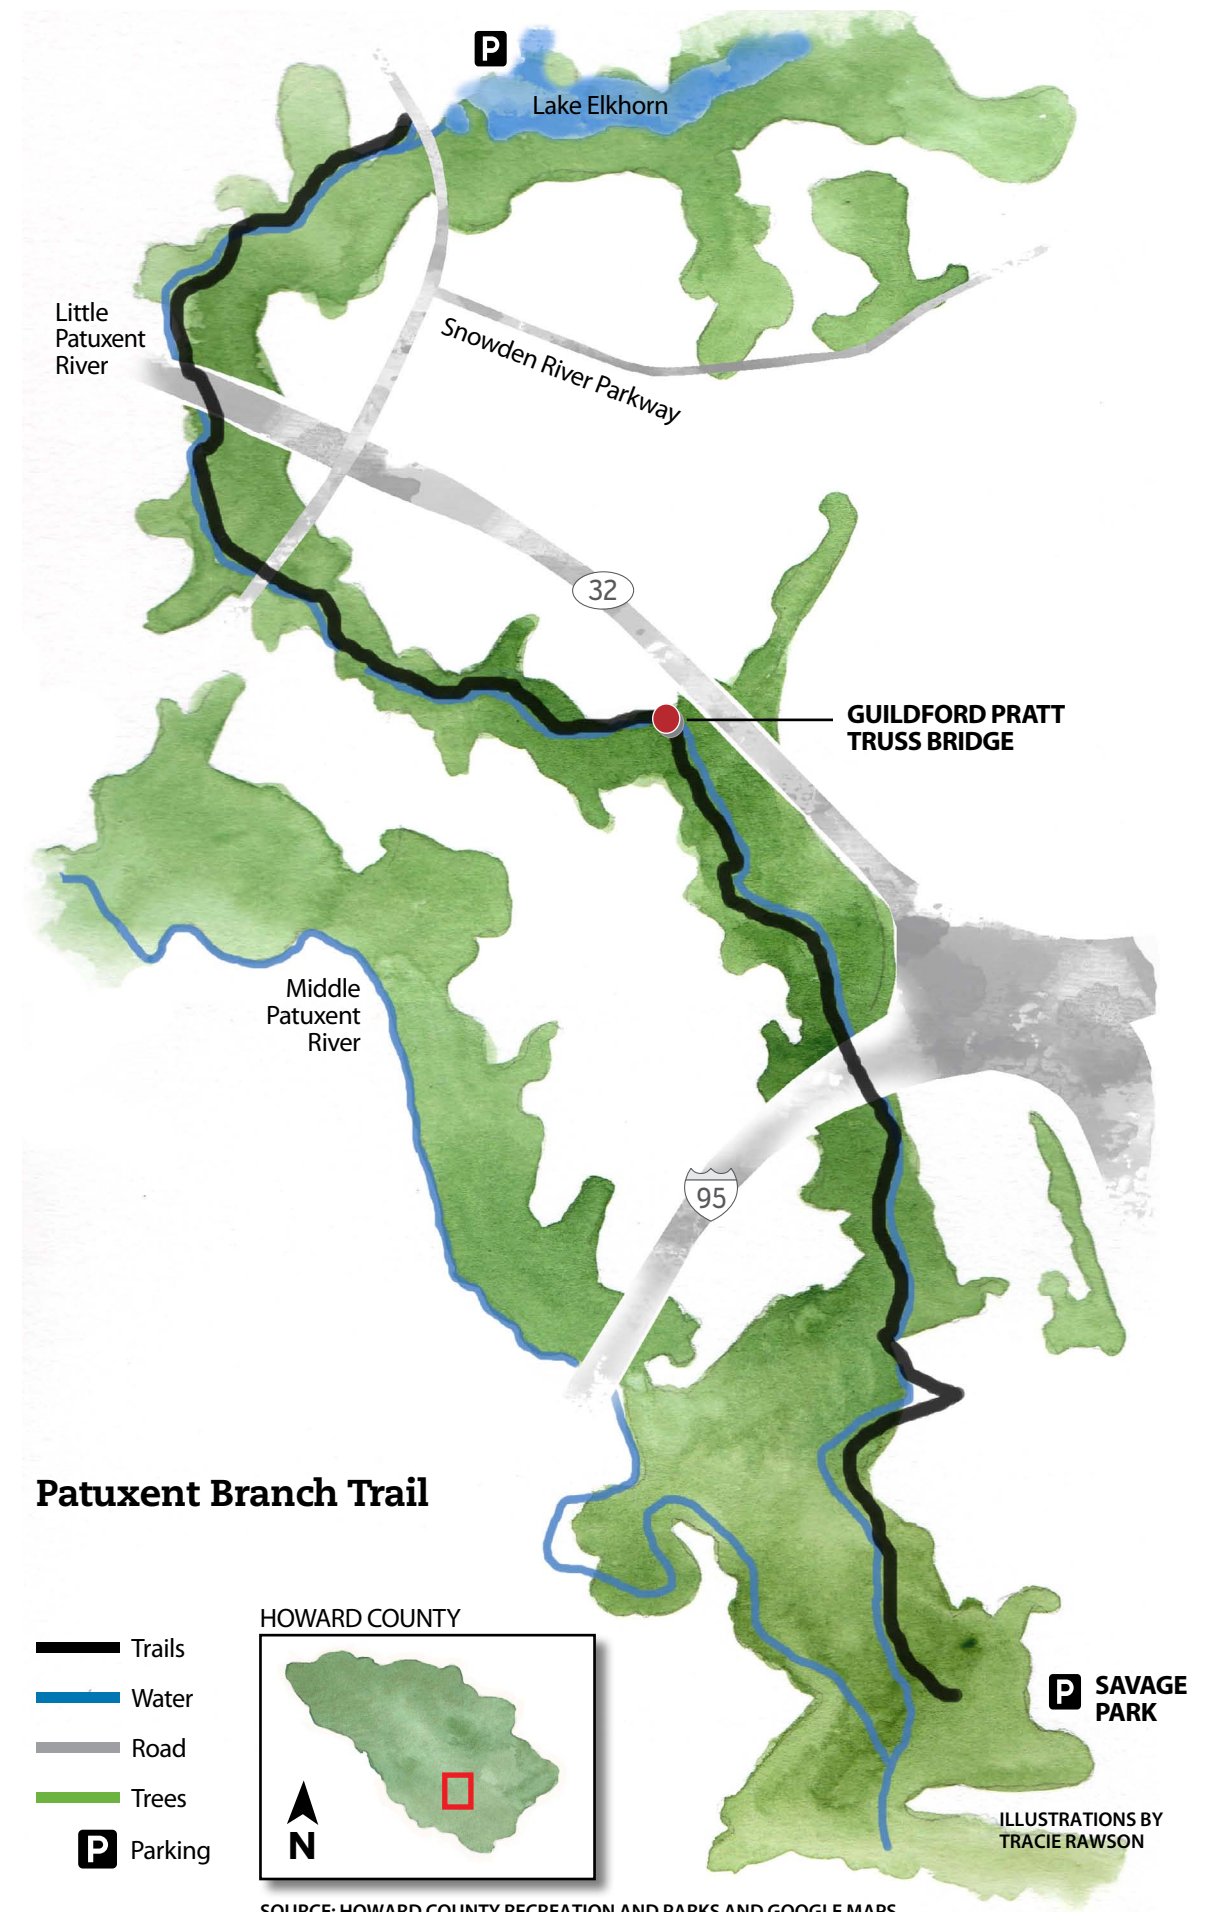 P
Lake Elkhorn
Little
Patuxent
River
Snowden River Parkway
32
GUILDFORD PRATT
TRUSS BRIDGE
Middle
Patuxent
River
95
Patuxent Branch Trail
HOWARD COUNTY
Trails
Water
Road
Trees
P Parking
N
P SAVAGE
PARK
ILLUSTRATIONS BY
TRACIE RAWSON
SOURCE: HOWARD COUNTY RECREATION AND PARKS AND GOOGLE MAPS